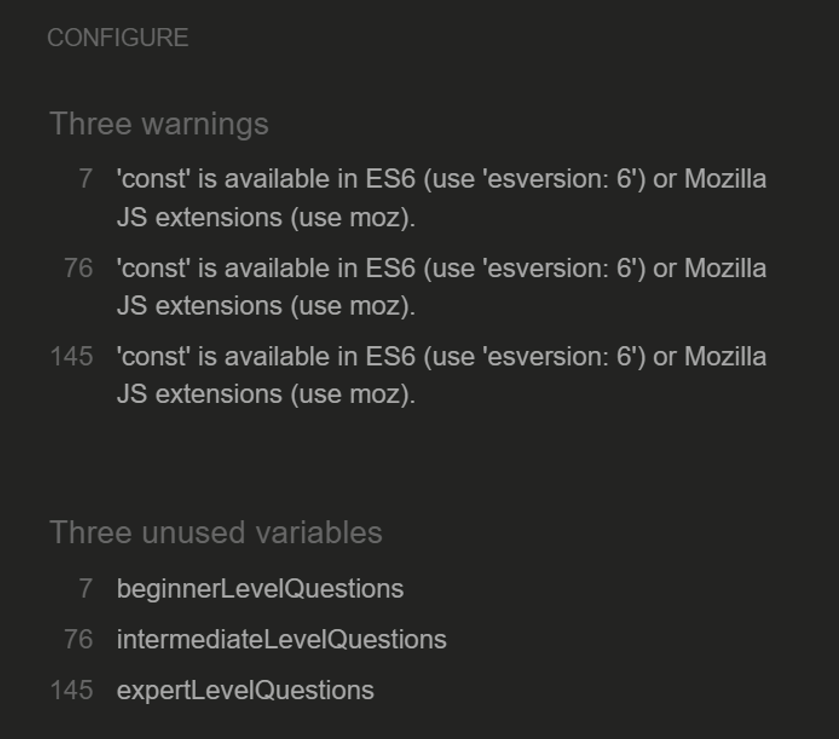 CONFIGURE
Three warnings
7 'const' is available in ES6 (use 'esversion: 6') or Mozilla
JS extensions (use moz).
76 'const' is available in ES6 (use 'esversion: 6') or Mozilla
JS extensions (use moz).
145 'const' is available in ES6 (use 'esversion: 6') or Mozilla
JS extensions (use moz).
Three unused variables
7 beginnerLevelQuestions
76 intermediateLevelQuestions
145 expertLevelQuestions